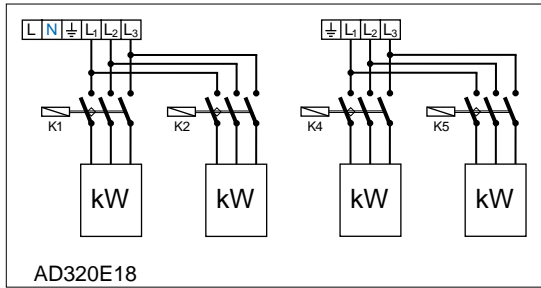 L N ⏚ L₁ L₂ L₃ ⏚ L₁ L₂ L₃
K1 K2 K4 K5
kW kW kW kW
AD320E18